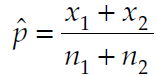 p̂ = (x₁ + x₂) / (n₁ + n₂)